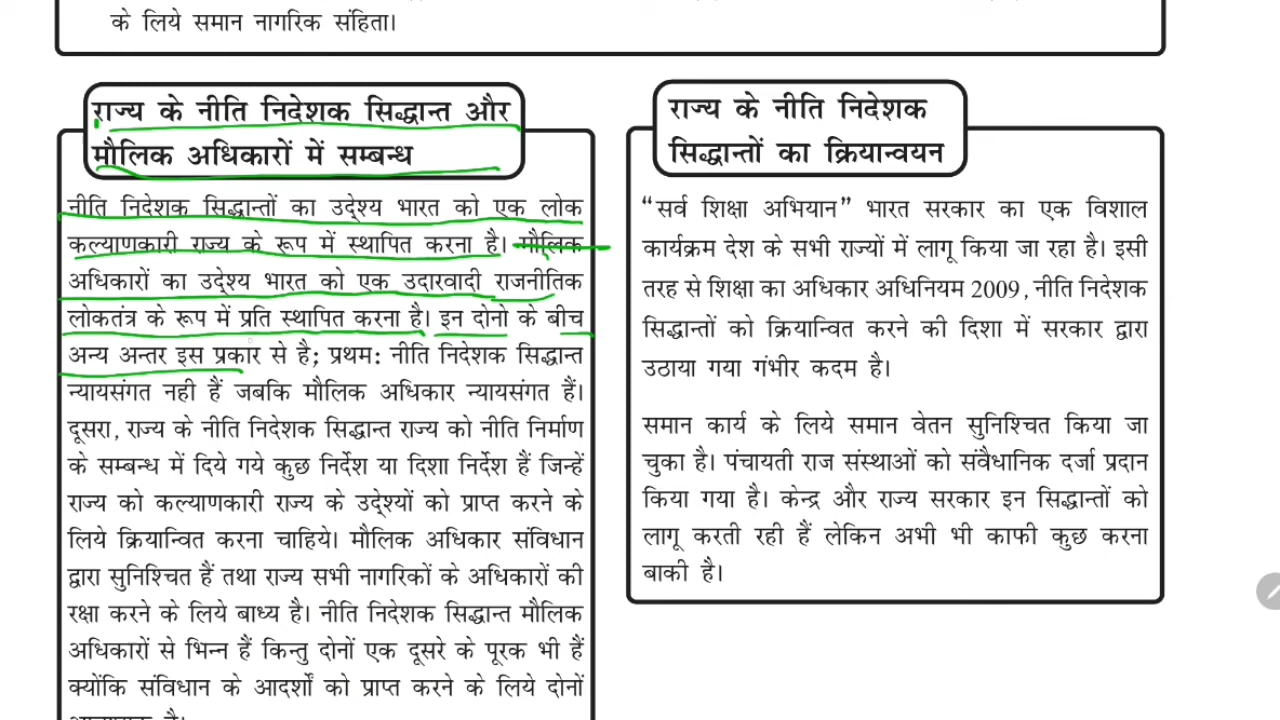 के लिये समान नागरिक संहिता।
राज्य के नीति निदेशक सिद्धान्त और
मौलिक अधिकारों में सम्बन्ध
नीति निदेशक सिद्धान्तों का उद्देश्य भारत को एक लोक
कल्याणकारी राज्य के रूप में स्थापित करना है। मौलिक
अधिकारों का उद्देश्य भारत को एक उदारवादी राजनीतिक
लोकतंत्र के रूप में प्रति स्थापित करना है। इन दोनो के बीच
अन्य अन्तर इस प्रकार से है; प्रथम: नीति निदेशक सिद्धान्त
न्यायसंगत नही हैं जबकि मौलिक अधिकार न्यायसंगत हैं।
दूसरा, राज्य के नीति निदेशक सिद्धान्त राज्य को नीति निर्माण
के सम्बन्ध में दिये गये कुछ निर्देश या दिशा निर्देश हैं जिन्हें
राज्य को कल्याणकारी राज्य के उद्देश्यों को प्राप्त करने के
लिये क्रियान्वित करना चाहिये। मौलिक अधिकार संविधान
द्वारा सुनिश्चित हैं तथा राज्य सभी नागरिकों के अधिकारों की
रक्षा करने के लिये बाध्य है। नीति निदेशक सिद्धान्त मौलिक
अधिकारों से भिन्न हैं किन्तु दोनों एक दूसरे के पूरक भी हैं
क्योंकि संविधान के आदर्शों को प्राप्त करने के लिये दोनों
राज्य के नीति निदेशक
सिद्धान्तों का क्रियान्वयन
“सर्व शिक्षा अभियान” भारत सरकार का एक विशाल
कार्यक्रम देश के सभी राज्यों में लागू किया जा रहा है। इसी
तरह से शिक्षा का अधिकार अधिनियम 2009, नीति निदेशक
सिद्धान्तों को क्रियान्वित करने की दिशा में सरकार द्वारा
उठाया गया गंभीर कदम है।
समान कार्य के लिये समान वेतन सुनिश्चित किया जा
चुका है। पंचायती राज संस्थाओं को संवैधानिक दर्जा प्रदान
किया गया है। केन्द्र और राज्य सरकार इन सिद्धान्तों को
लागू करती रही हैं लेकिन अभी भी काफी कुछ करना
बाकी है।